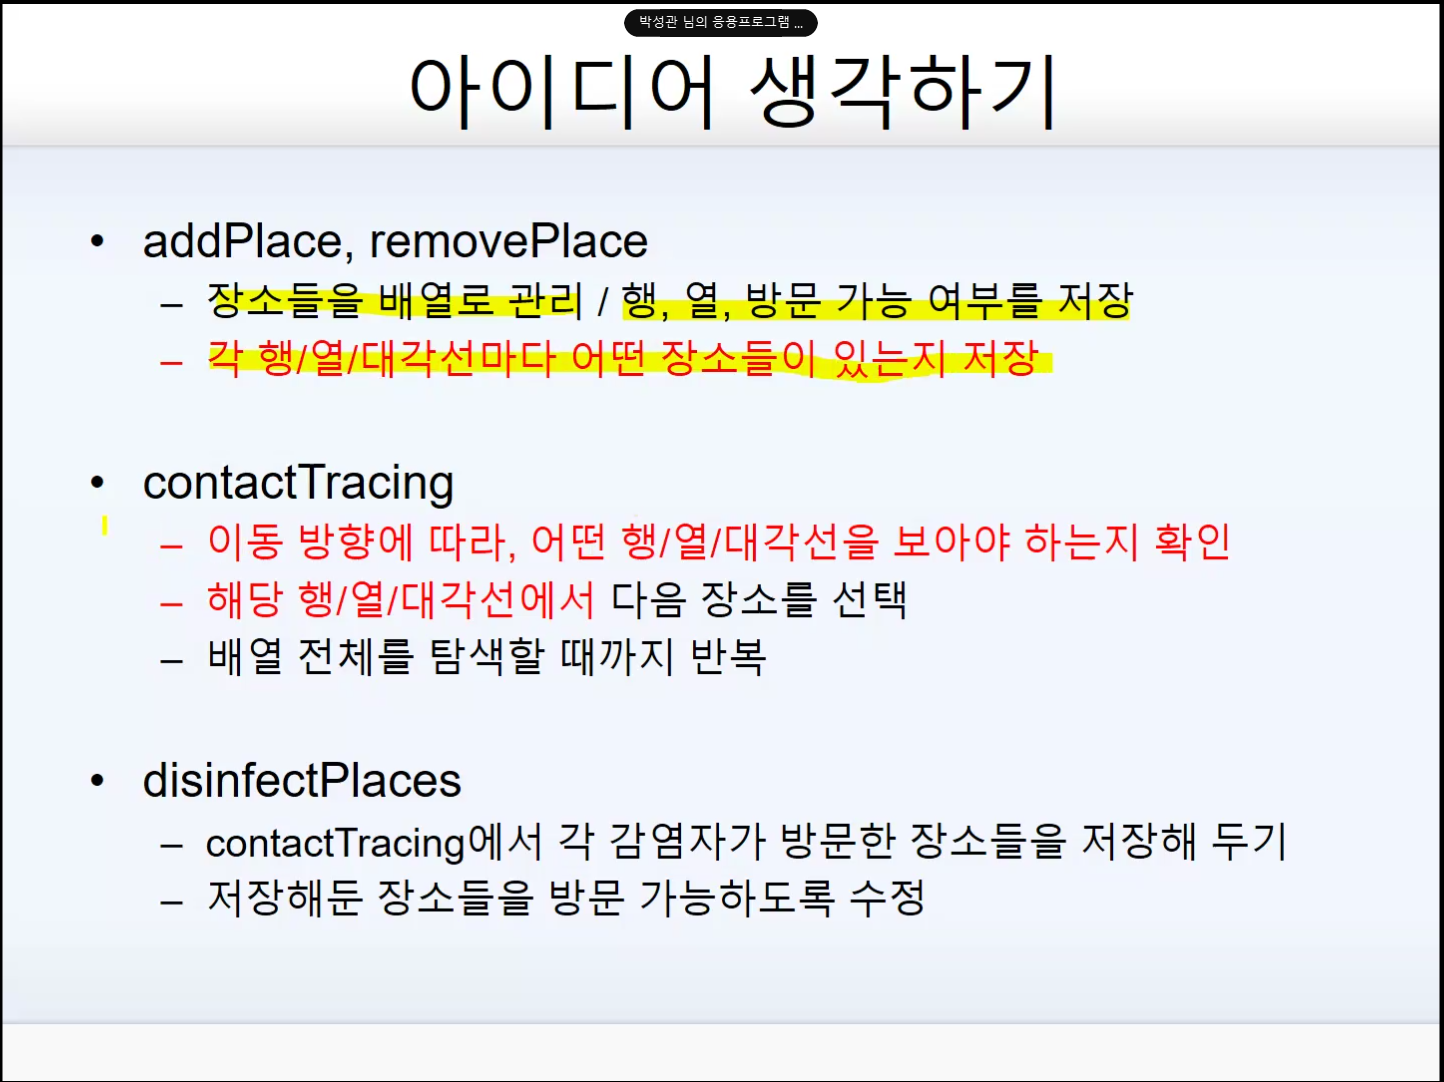 박성관 님의 응용프로그램 ...
아이디어 생각하기
• addPlace, removePlace
– 장소들을 배열로 관리 / 행, 열, 방문 가능 여부를 저장
– 각 행/열/대각선마다 어떤 장소들이 있는지 저장
• contactTracing
– 이동 방향에 따라, 어떤 행/열/대각선을 보아야 하는지 확인
– 해당 행/열/대각선에서 다음 장소를 선택
– 배열 전체를 탐색할 때까지 반복
• disinfectPlaces
– contactTracing에서 각 감염자가 방문한 장소들을 저장해 두기
– 저장해둔 장소들을 방문 가능하도록 수정